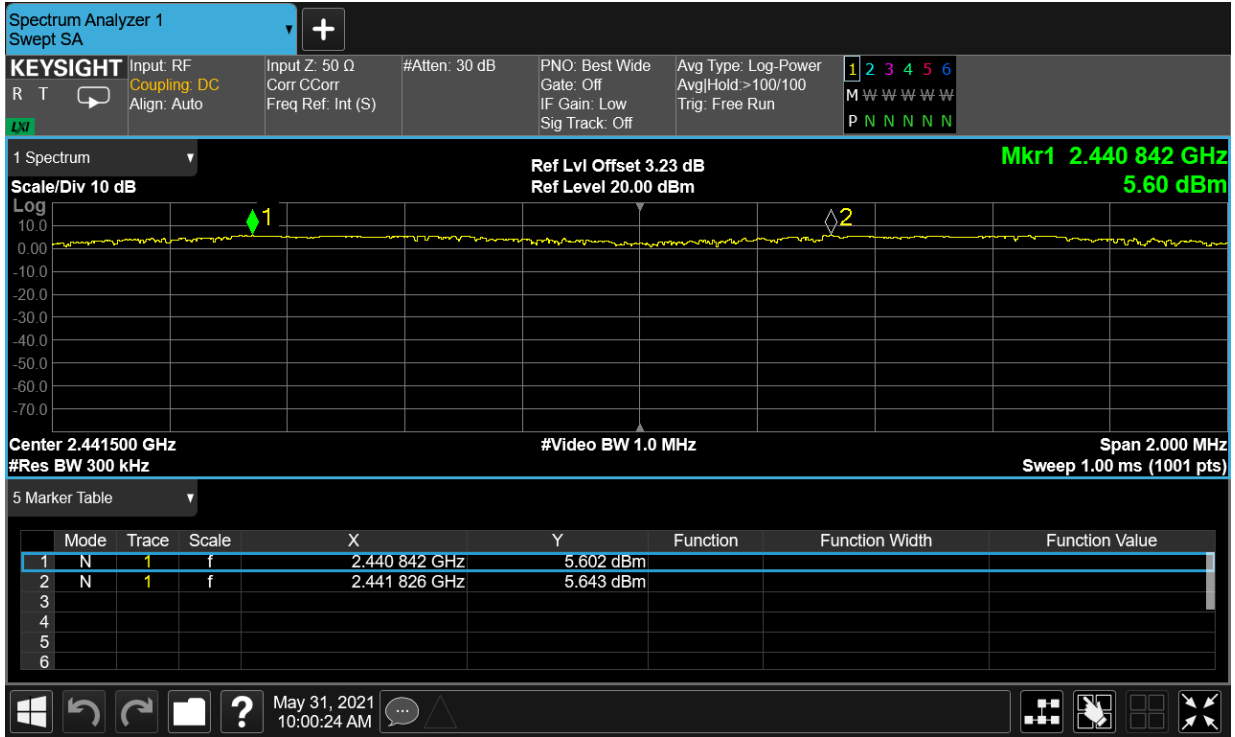 Spectrum Analyzer 1
Swept SA
KEYSIGHT
R T
LXI
Input: RF
Coupling: DC
Align: Auto
Input Z: 50 Ω
Corr CCorr
Freq Ref: Int (S)
#Atten: 30 dB
PNO: Best Wide
Gate: Off
IF Gain: Low
Sig Track: Off
Avg Type: Log-Power
Avg|Hold:>100/100
Trig: Free Run
1 2 3 4 5 6
M W W W W W
P N N N N N
1 Spectrum
Scale/Div 10 dB
Ref Lvl Offset 3.23 dB
Ref Level 20.00 dBm
Mkr1 2.440 842 GHz
5.60 dBm
Log
10.0
0.00
-10.0
-20.0
-30.0
-40.0
-50.0
-60.0
-70.0
1
2
Center 2.441500 GHz
#Video BW 1.0 MHz
Span 2.000 MHz
#Res BW 300 kHz
Sweep 1.00 ms (1001 pts)
5 Marker Table
Mode Trace Scale X Y Function Function Width Function Value
1 N 1 f 2.440 842 GHz 5.602 dBm
2 N 1 f 2.441 826 GHz 5.643 dBm
3
4
5
6
?
May 31, 2021
10:00:24 AM